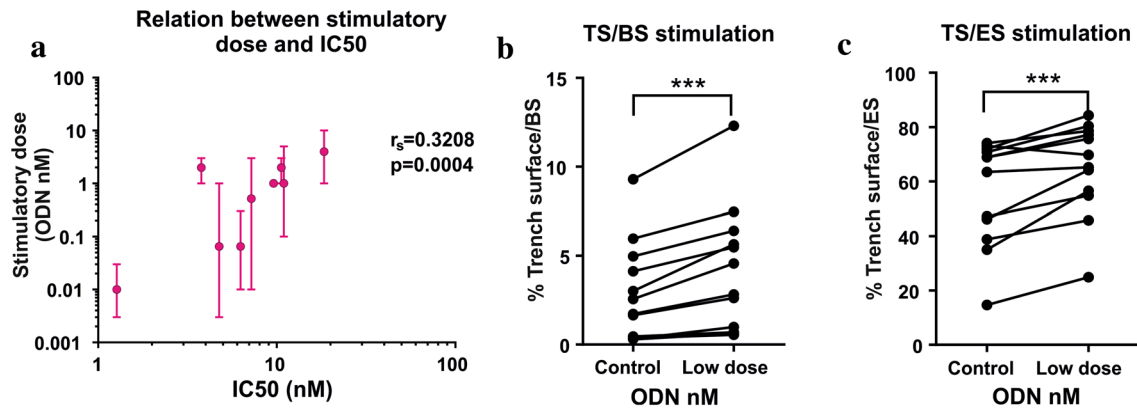 a
Relation between stimulatory
dose and IC50
Stimulatory dose
(ODN nM)
100
10
1
0.1
0.01
0.001
rs=0.3208
p=0.0004
1
10
100
IC50 (nM)
b
TS/BS stimulation
% Trench surface/BS
15
10
5
0
***
Control
Low dose
ODN nM
c
TS/ES stimulation
% Trench surface/ES
100
80
60
40
20
0
***
Control
Low dose
ODN nM